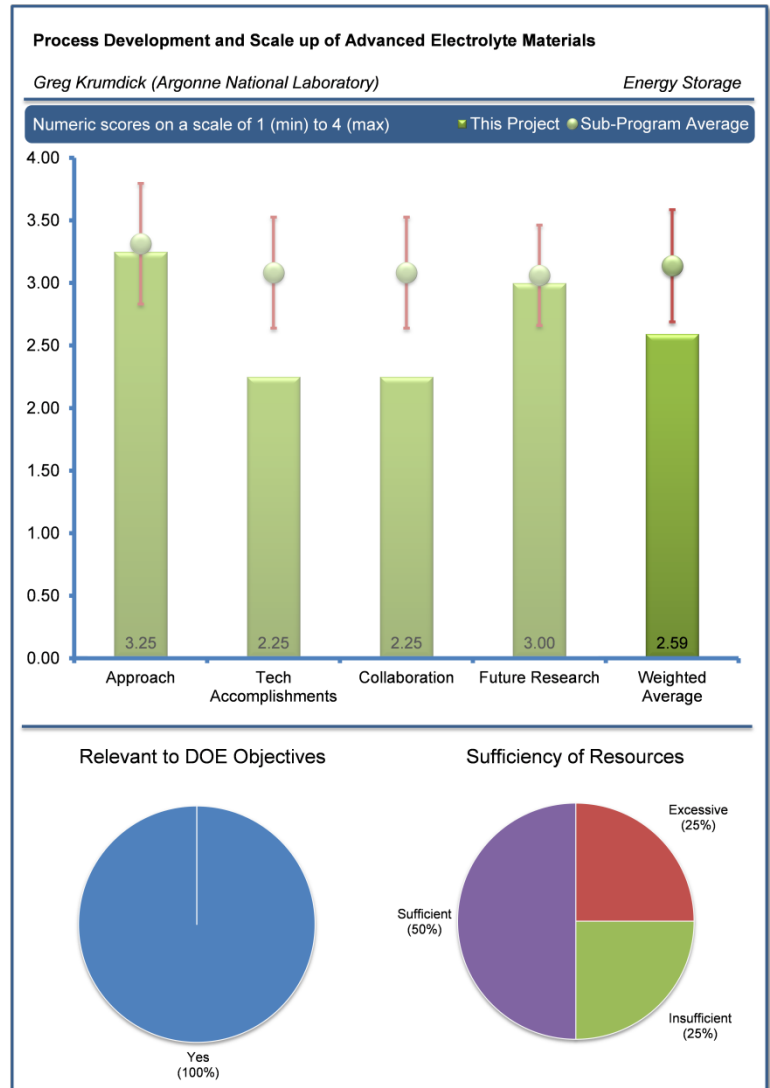 Process Development and Scale up of Advanced Electrolyte Materials
Greg Krumdick (Argonne National Laboratory) Energy Storage
Numeric scores on a scale of 1 (min) to 4 (max) This Project Sub-Program Average
4.00
3.50
3.00
2.50
2.00
1.50
1.00
0.50
0.00
3.25 2.25 2.25 3.00 2.59
Approach Tech Accomplishments Collaboration Future Research Weighted Average
Relevant to DOE Objectives
Yes
(100%)
Sufficiency of Resources
Excessive
(25%)
Sufficient
(50%)
Insufficient
(25%)